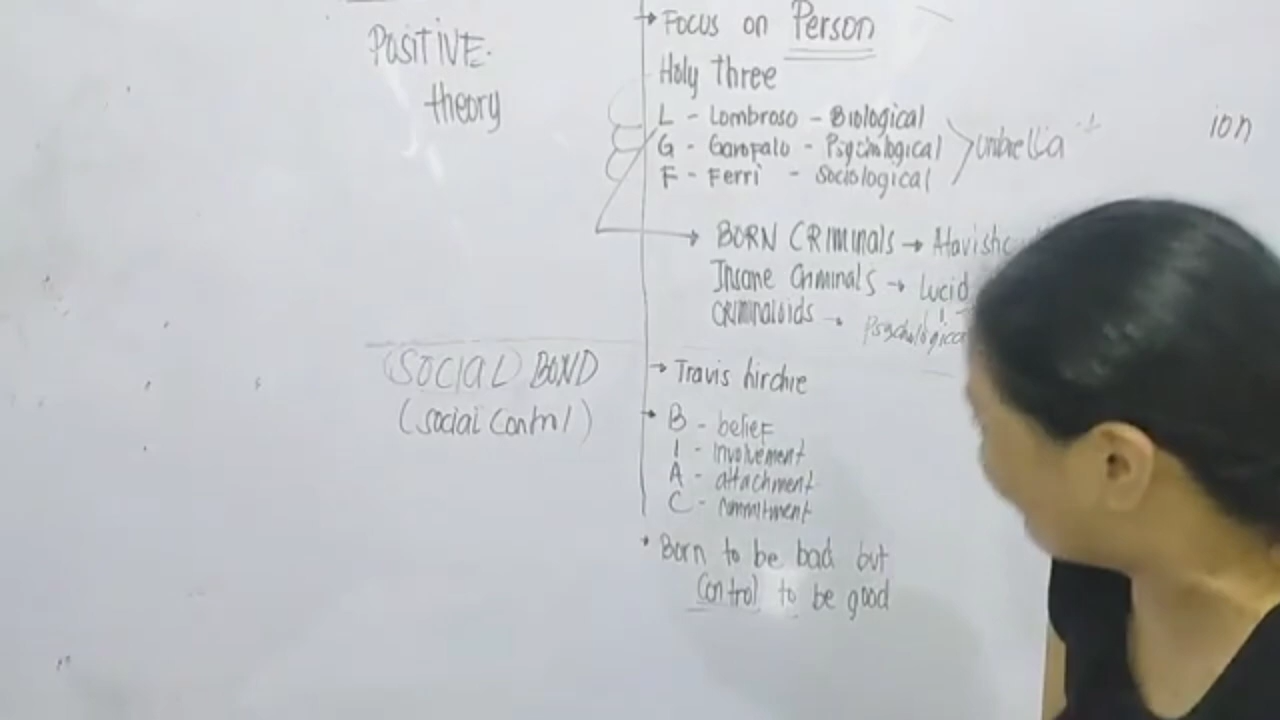 POSITIVE
theory
→ Focus on Person
Holy three
L - Lombroso - Biological
G - Garofalo - Psychological
F - Ferri - Sociological
umbrella
ion
→ BORN CRIMINALS →
Insane Criminals → Lucid
CRIMINALOIDS →
SOCIAL BOND
(Social Control)
→ Travis hirchie
B - belief
I - involvement
A - attachment
C - commitment
Born to be bad but
Control to be good